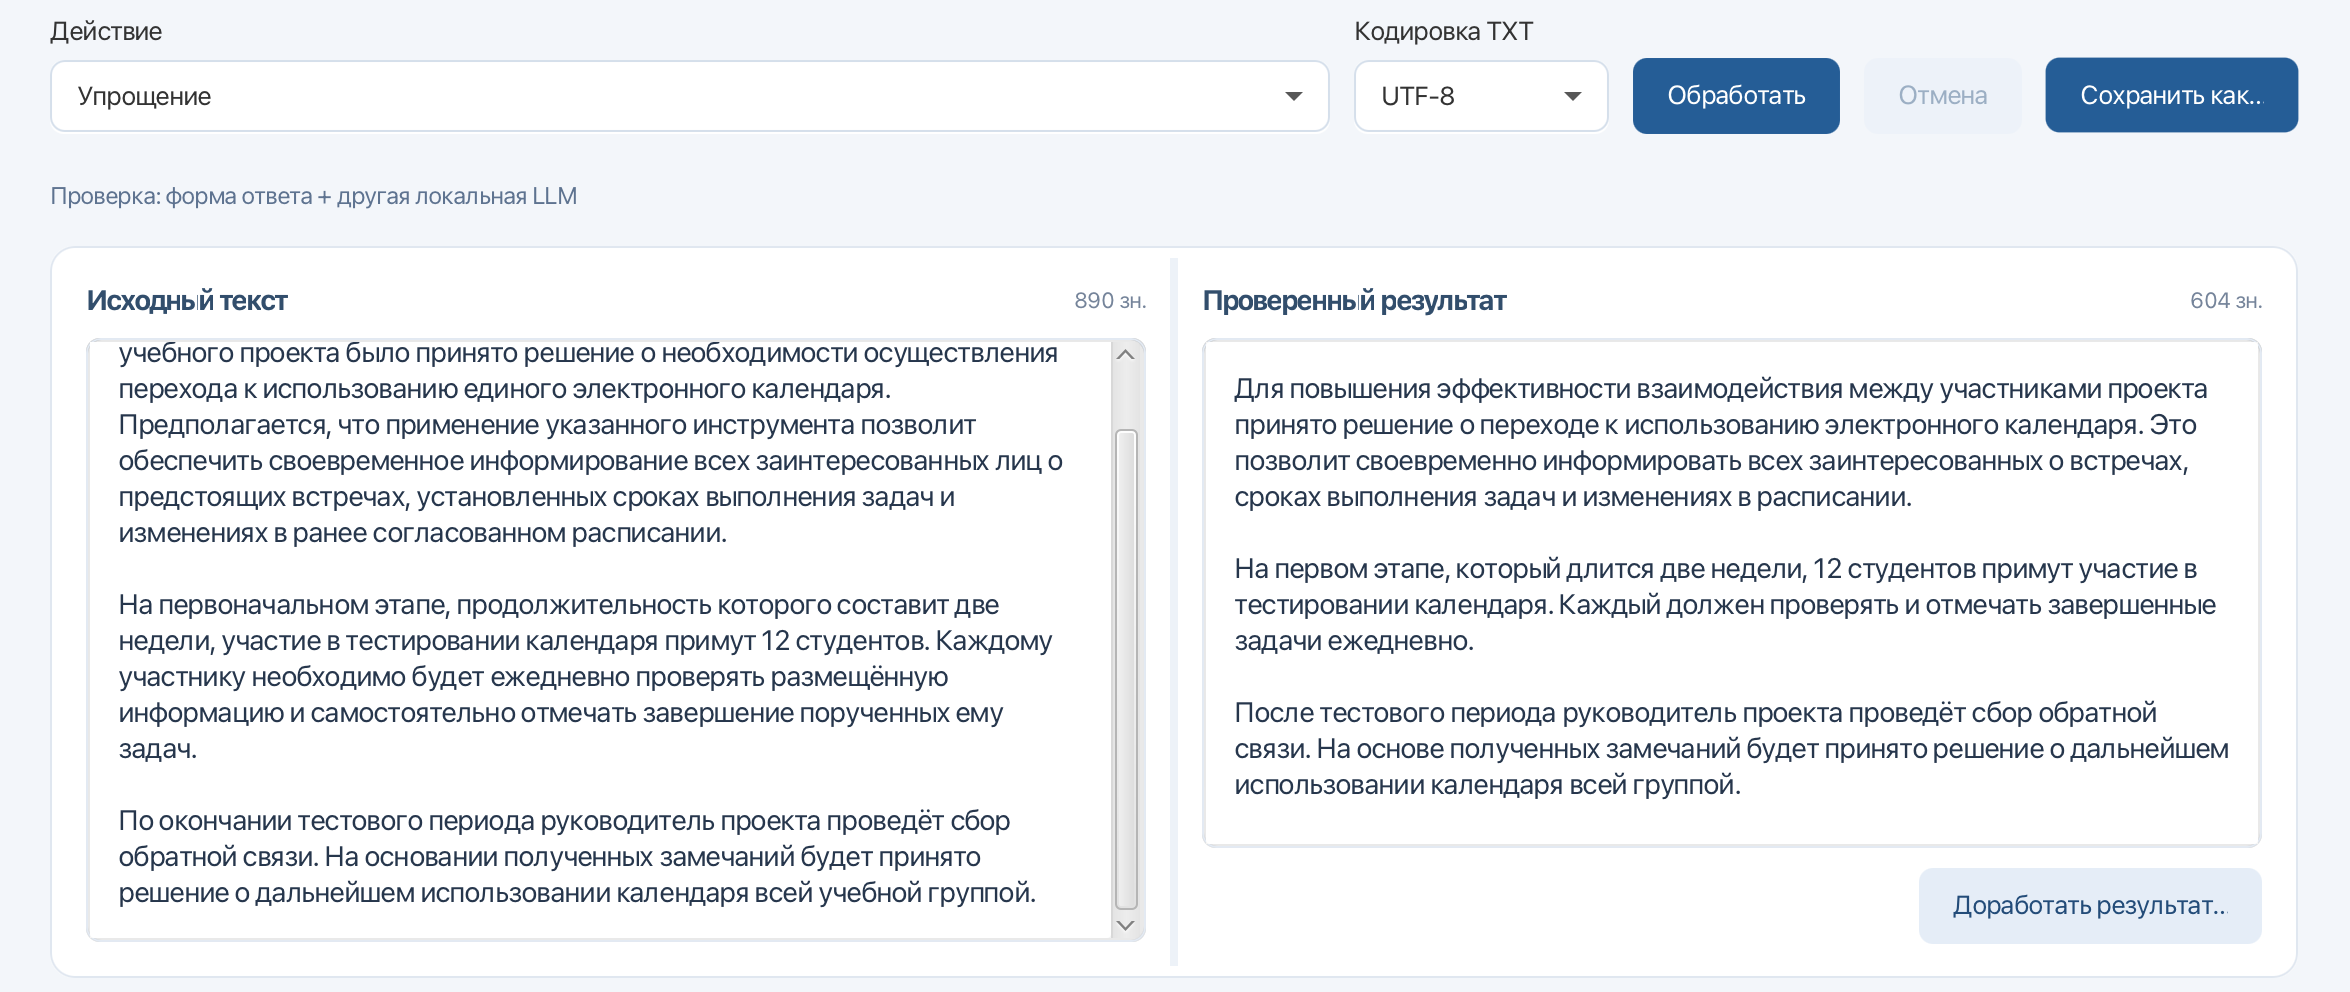 Действие
Кодировка TXT
Упрощение
UTF-8
Обработать
Отмена
Сохранить как...
Проверка: форма ответа + другая локальная LLM
Исходный текст
890 зн.
учебного проекта было принято решение о необходимости осуществления
перехода к использованию единого электронного календаря.
Предполагается, что применение указанного инструмента позволит
обеспечить своевременное информирование всех заинтересованных лиц о
предстоящих встречах, установленных сроках выполнения задач и
изменениях в ранее согласованном расписании.
На первоначальном этапе, продолжительность которого составит две
недели, участие в тестировании календаря примут 12 студентов. Каждому
участнику необходимо будет ежедневно проверять размещённую
информацию и самостоятельно отмечать завершение порученных ему
задач.
По окончании тестового периода руководитель проекта проведёт сбор
обратной связи. На основании полученных замечаний будет принято
решение о дальнейшем использовании календаря всей учебной группой.
Проверенный результат
604 зн.
Для повышения эффективности взаимодействия между участниками проекта
принято решение о переходе к использованию электронного календаря. Это
позволит своевременно информировать всех заинтересованных о встречах,
сроках выполнения задач и изменениях в расписании.
На первом этапе, который длится две недели, 12 студентов примут участие в
тестировании календаря. Каждый должен проверять и отмечать завершенные
задачи ежедневно.
После тестового периода руководитель проекта проведёт сбор обратной
связи. На основе полученных замечаний будет принято решение о дальнейшем
использовании календаря всей группой.
Доработать результат...